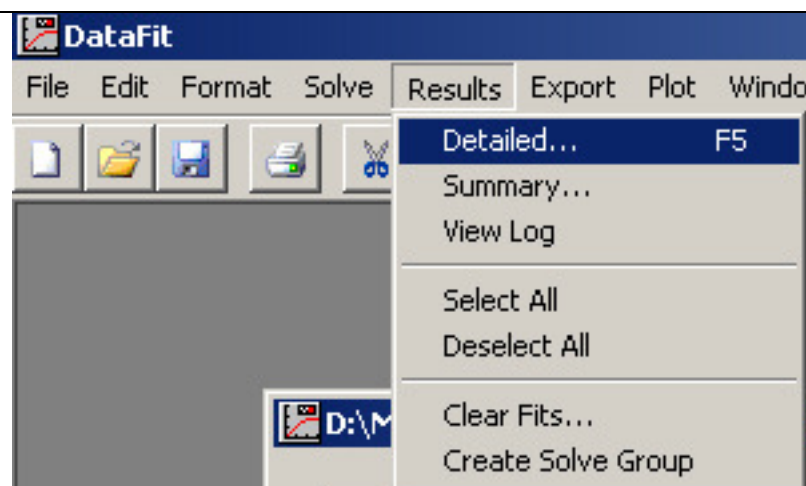 DataFit
File Edit Format Solve Results Export Plot Windo
Detailed... F5
Summary...
View Log
Select All
Deselect All
Clear Fits...
Create Solve Group
D:\M